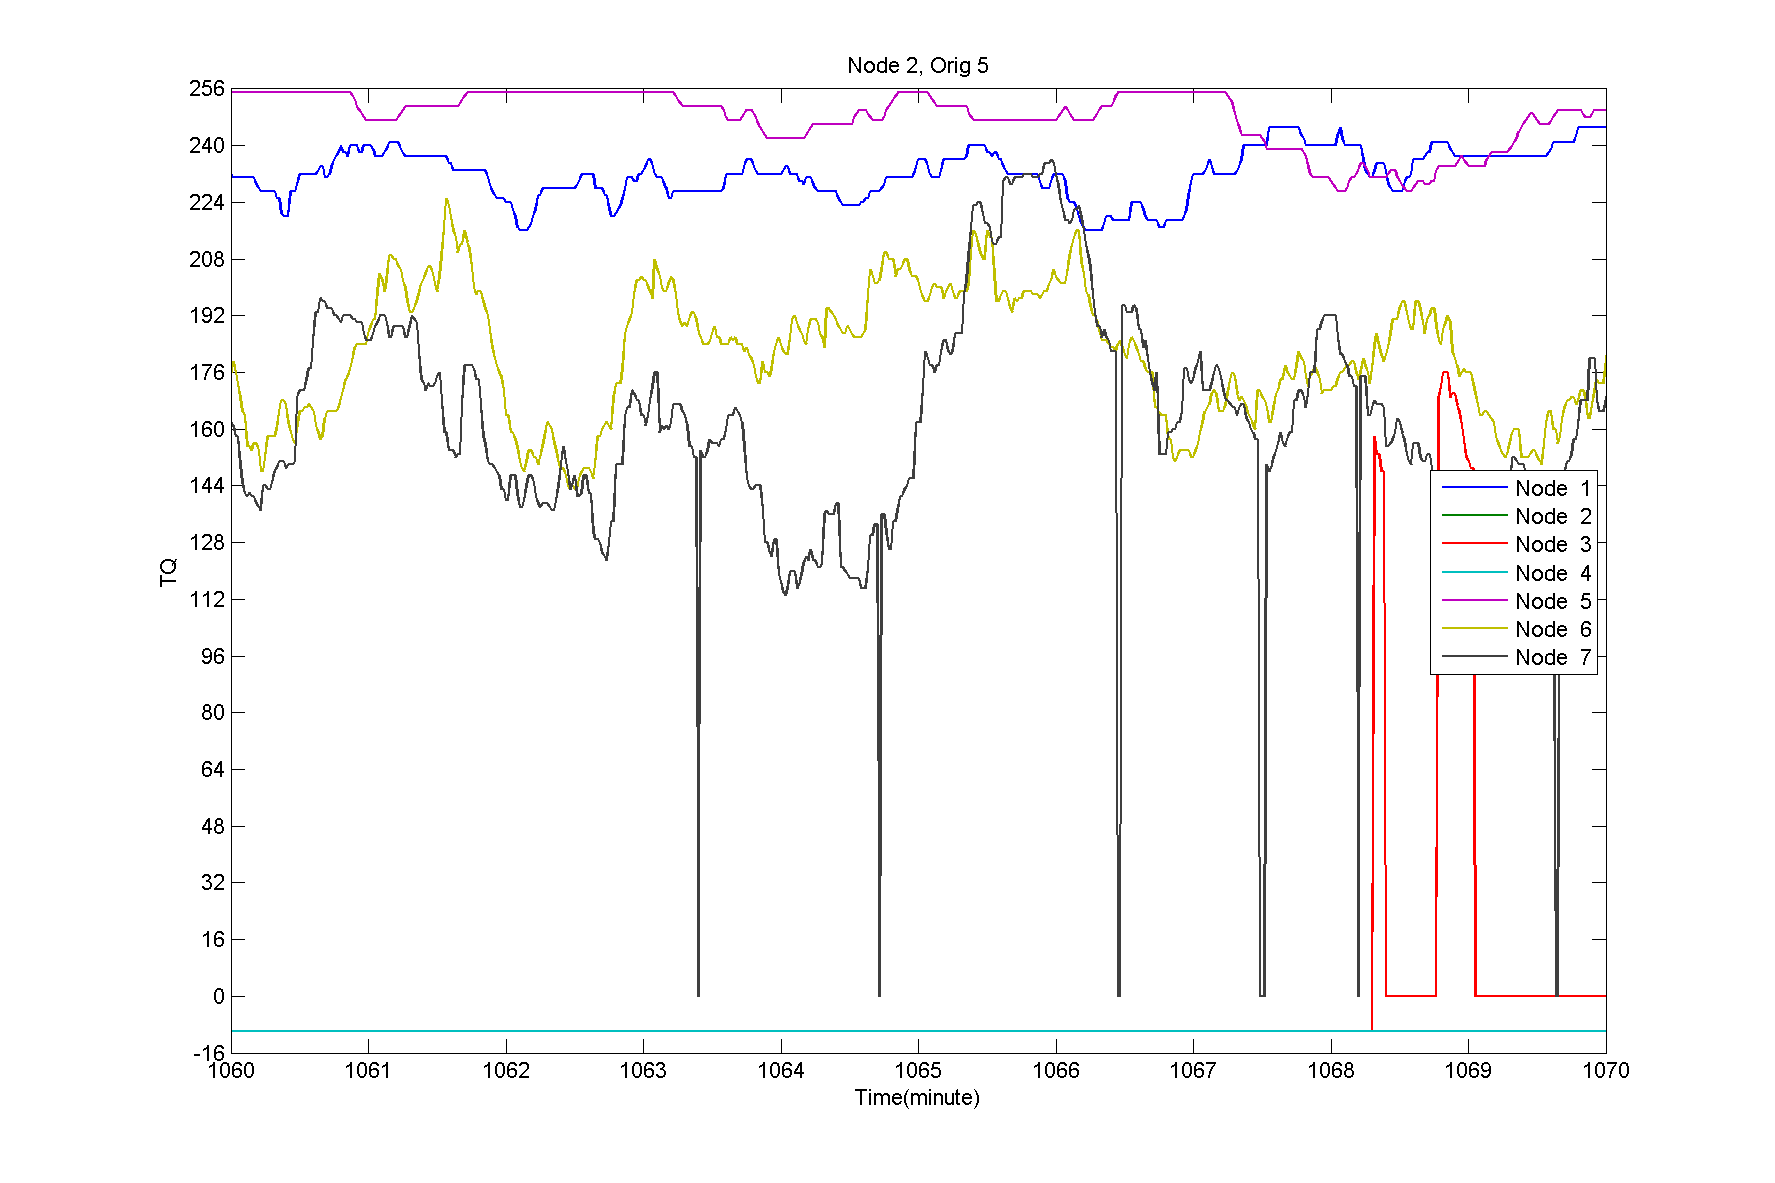 Node 2, Orig 5
256
240
224
208
192
176
160
144
128
112
96
80
64
48
32
16
0
-16
TQ
Node 1
Node 2
Node 3
Node 4
Node 5
Node 6
Node 7
1060 1061 1062 1063 1064 1065 1066 1067 1068 1069 1070
Time(minute)